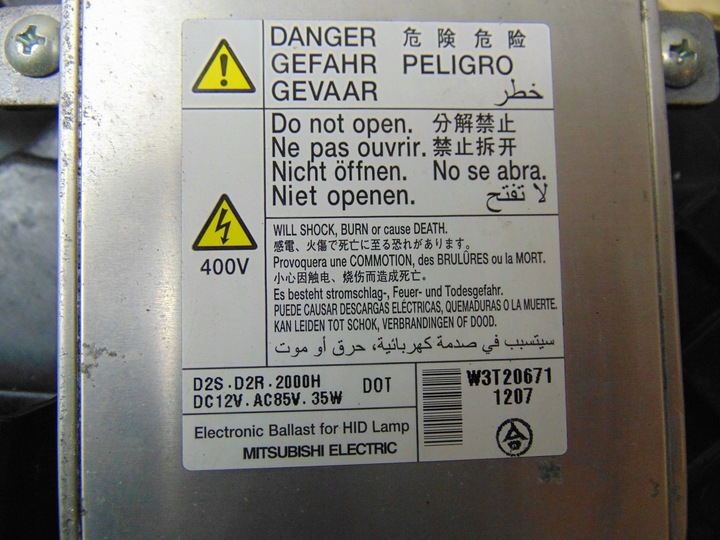 DANGER 危険 危险
GEFAHR PELIGRO
GEVAAR خطر
Do not open. 分解禁止
Ne pas ouvrir. 禁止拆开
Nicht öffnen. No se abra.
Niet openen. لا تفتح
400V
WILL SHOCK, BURN or cause DEATH.
感電、火傷で死亡に至る恐れがあります。
Provoquera une COMMOTION, des BRULÛRES ou la MORT.
小心因触电、烧伤而造成死亡。
Es besteht stromschlag-, Feuer- und Todesgefahr.
PUEDE CAUSAR DESCARGAS ELÉCTRICAS, QUEMADURAS O LA MUERTE.
KAN LEIDEN TOT SCHOK, VERBRANDINGEN OF DOOD.
سيتسبب في صدمة كهربائية، حرق أو موت
D2S.D2R.2000H DOT
DC12V.AC85V.35W
W3T20671
1207
Electronic Ballast for HID Lamp
MITSUBISHI ELECTRIC